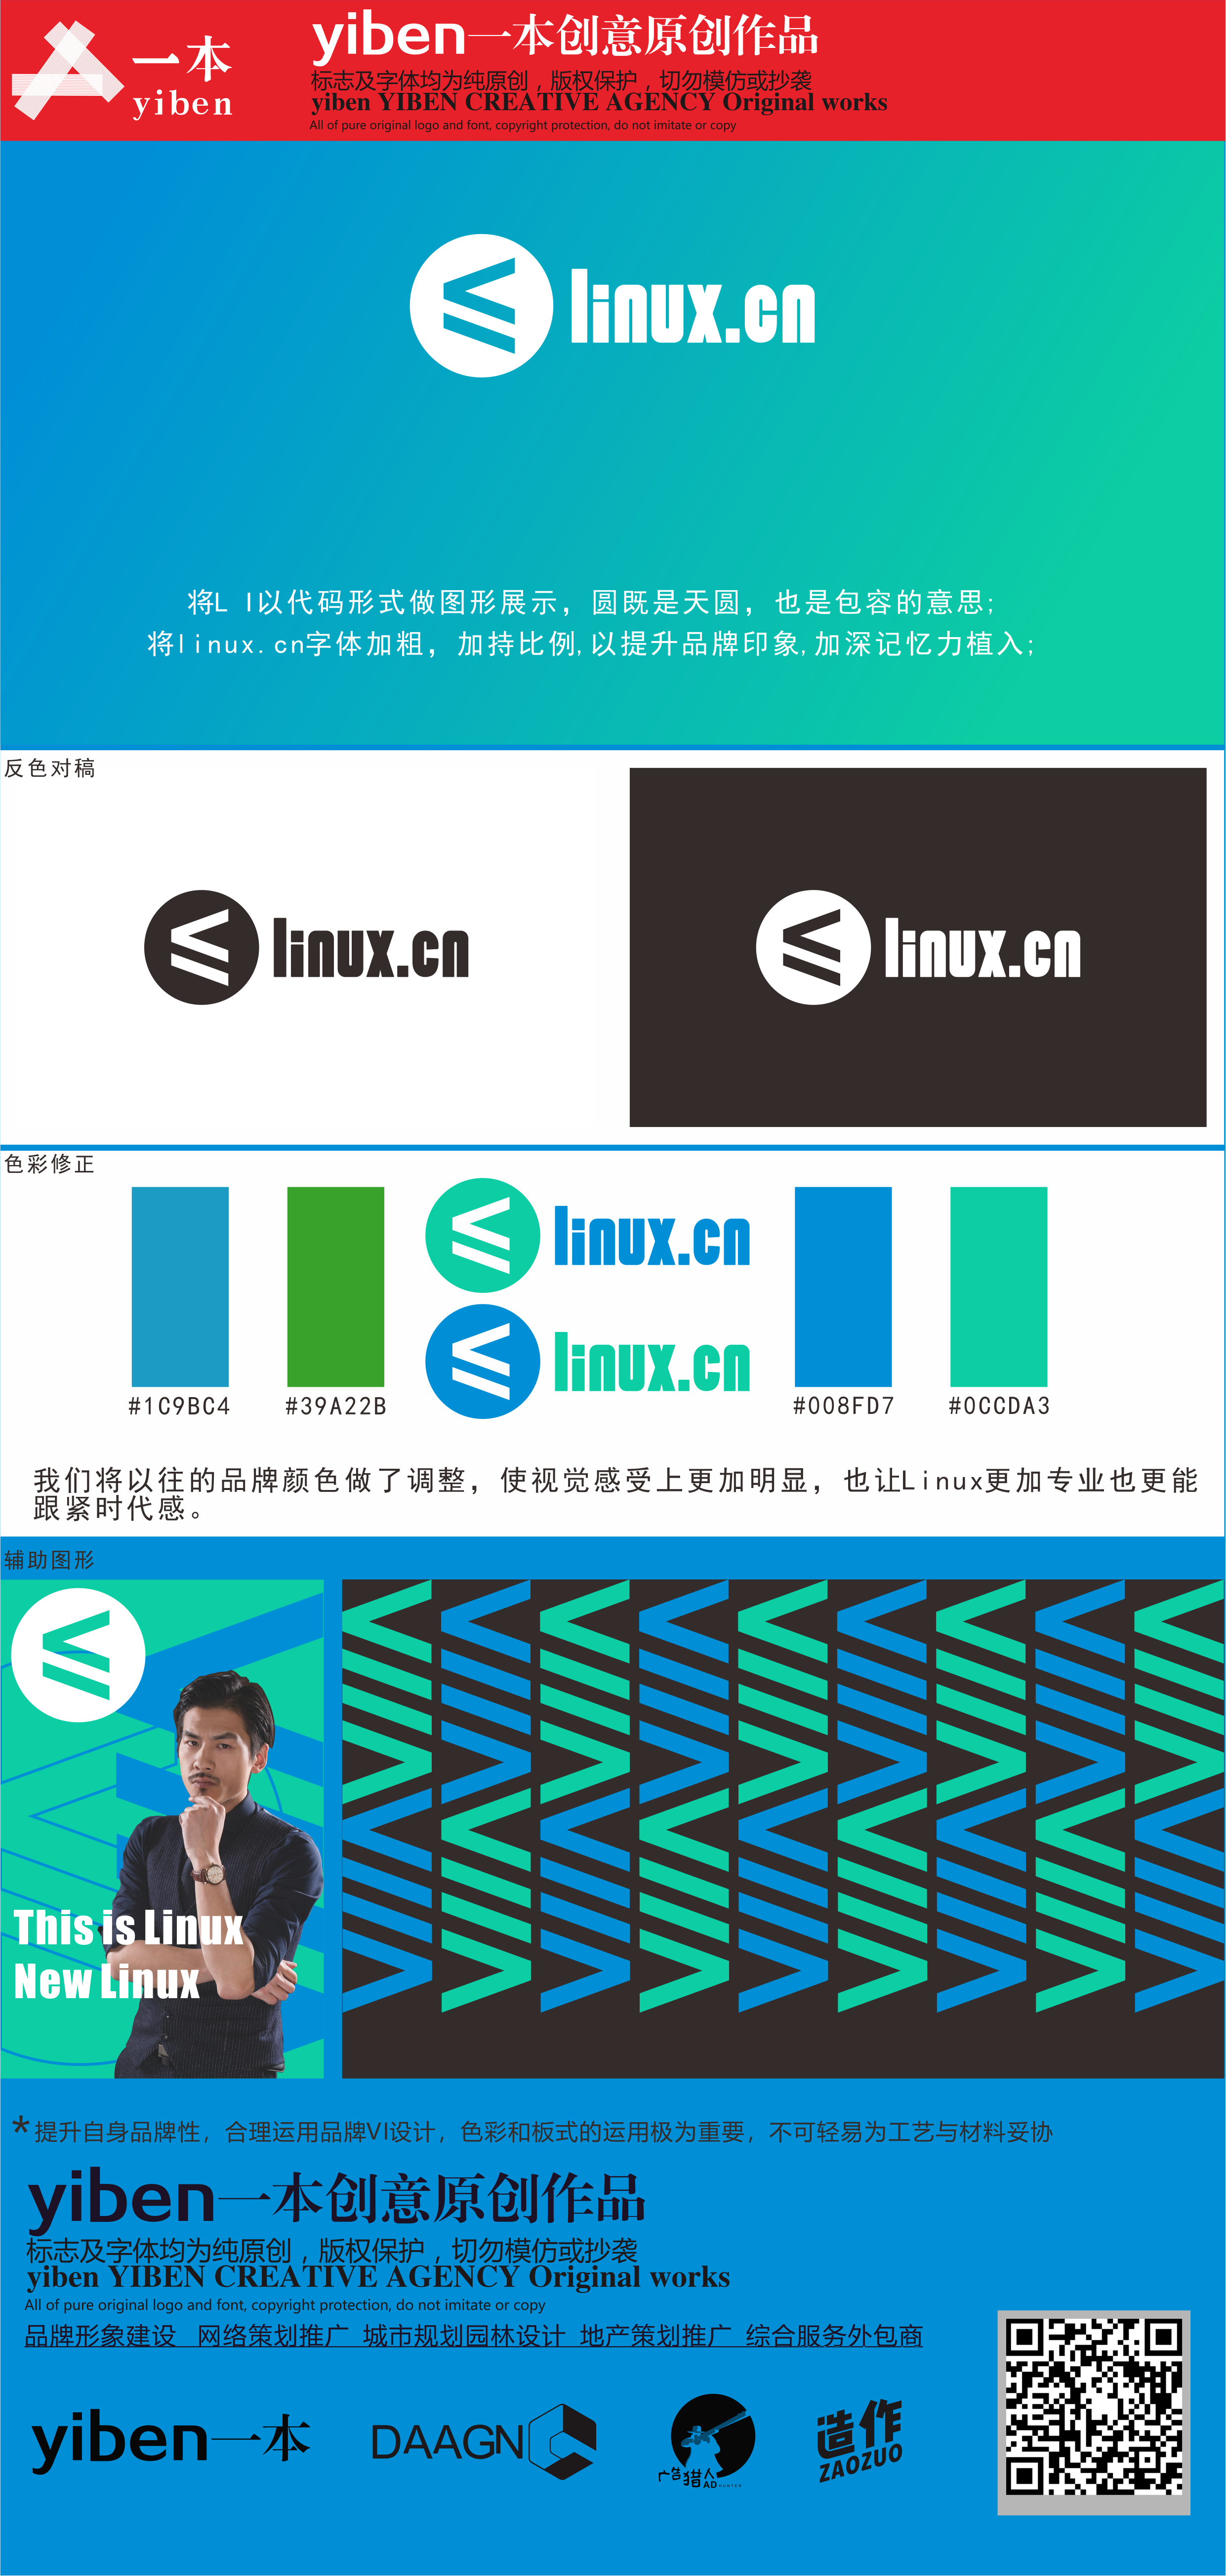 一本
yiben
yiben一本创意原创作品
标志及字体均为纯原创，版权保护，切勿模仿或抄袭
yiben YIBEN CREATIVE AGENCY Original works
All of pure original logo and font, copyright protection, do not imitate or copy
linux.cn
将L I以代码形式做图形展示，圆既是天圆，也是包容的意思;
将linux.cn字体加粗，加持比例,以提升品牌印象,加深记忆力植入;
反色对稿
linux.cn
linux.cn
色彩修正
linux.cn
linux.cn
#1C9BC4
#39A22B
#008FD7
#0CCDA3
我们将以往的品牌颜色做了调整，使视觉感受上更加明显，也让Linux更加专业也更能
跟紧时代感。
辅助图形
This is Linux
New Linux
*提升自身品牌性，合理运用品牌VI设计，色彩和板式的运用极为重要，不可轻易为工艺与材料妥协
yiben一本创意原创作品
标志及字体均为纯原创，版权保护，切勿模仿或抄袭
yiben YIBEN CREATIVE AGENCY Original works
All of pure original logo and font, copyright protection, do not imitate or copy
品牌形象建设 网络策划推广 城市规划园林设计 地产策划推广 综合服务外包商
yiben一本
DAAGN
广告猎人
AD HUNTER
造作
ZAOZUO